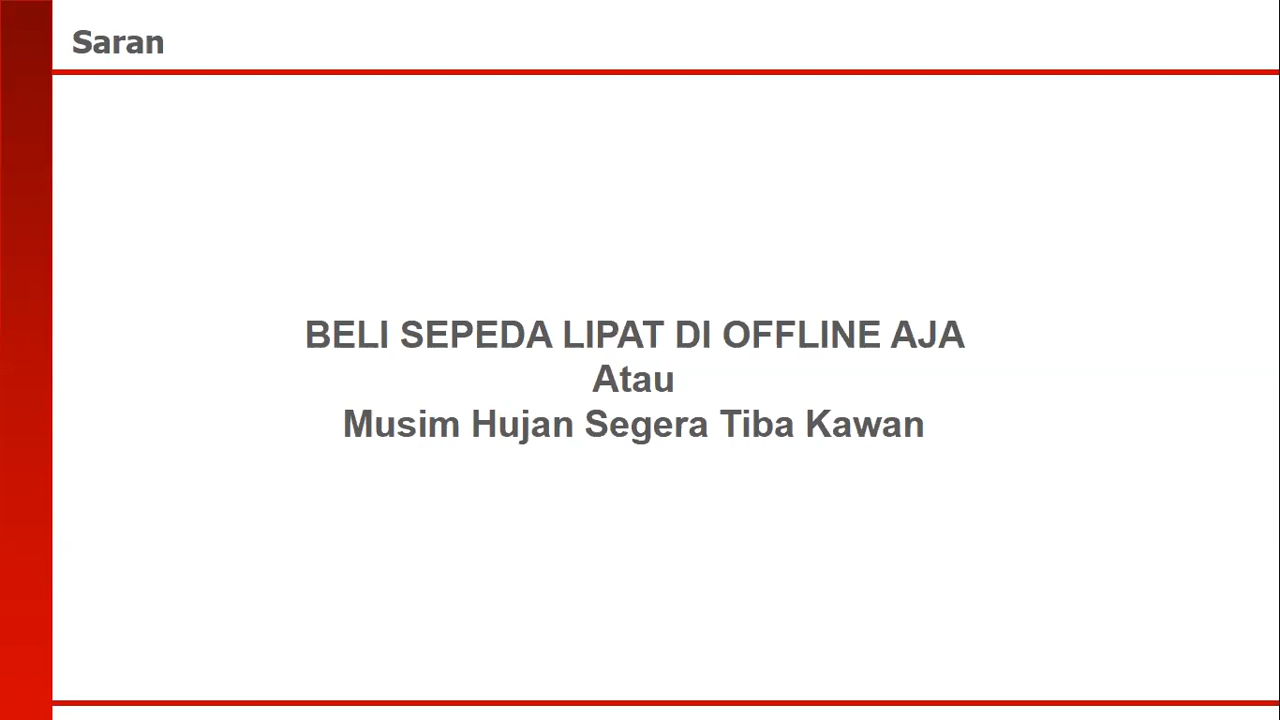 Saran
BELI SEPEDA LIPAT DI OFFLINE AJA
Atau
Musim Hujan Segera Tiba Kawan